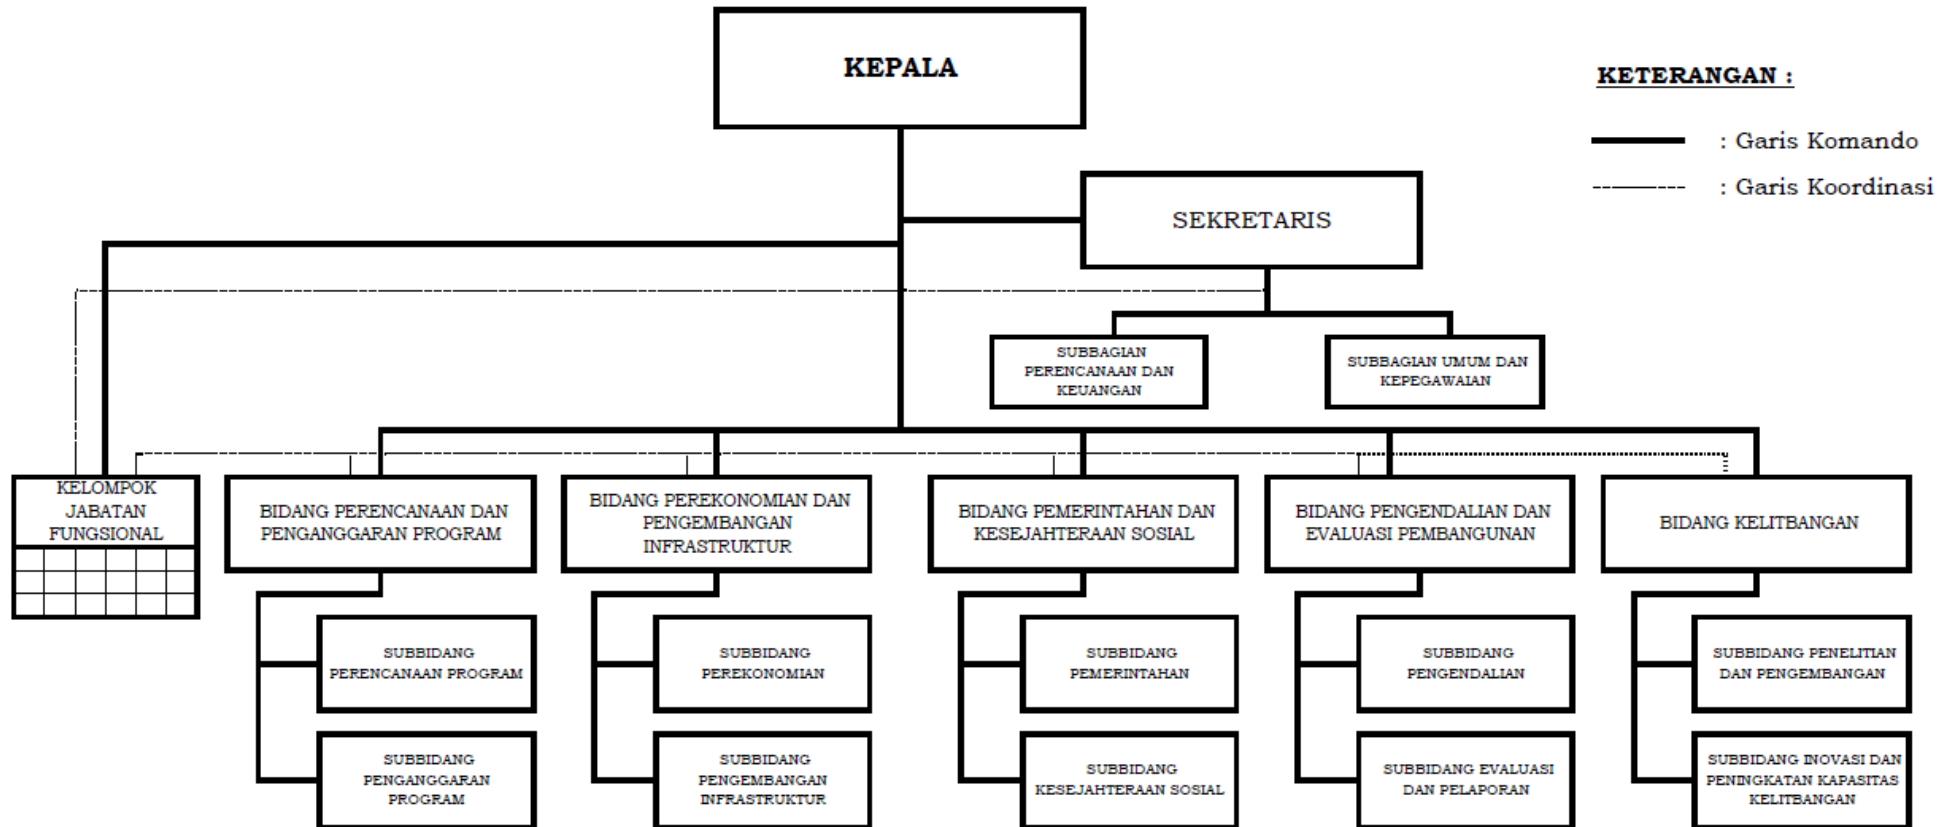 KEPALA
KETERANGAN :
: Garis Komando
: Garis Koordinasi
SEKRETARIS
SUBBAGIAN
PERENCANAAN DAN
KEUANGAN
SUBBAGIAN UMUM DAN
KEPEGAWAIAN
KELOMPOK
JABATAN
FUNGSIONAL
BIDANG PERENCANAAN DAN
PENGANGGARAN PROGRAM
BIDANG PEREKONOMIAN DAN
PENGEMBANGAN
INFRASTRUKTUR
BIDANG PEMERINTAHAN DAN
KESEJAHTERAAN SOSIAL
BIDANG PENGENDALIAN DAN
EVALUASI PEMBANGUNAN
BIDANG KELITBANGAN
SUBBIDANG
PERENCANAAN PROGRAM
SUBBIDANG
PEREKONOMIAN
SUBBIDANG
PEMERINTAHAN
SUBBIDANG
PENGENDALIAN
SUBBIDANG PENELITIAN
DAN PENGEMBANGAN
SUBBIDANG
PENGANGGARAN
PROGRAM
SUBBIDANG
PENGEMBANGAN
INFRASTRUKTUR
SUBBIDANG
KESEJAHTERAAN SOSIAL
SUBBIDANG EVALUASI
DAN PELAPORAN
SUBBIDANG INOVASI DAN
PENINGKATAN KAPASITAS
KELITBANGAN